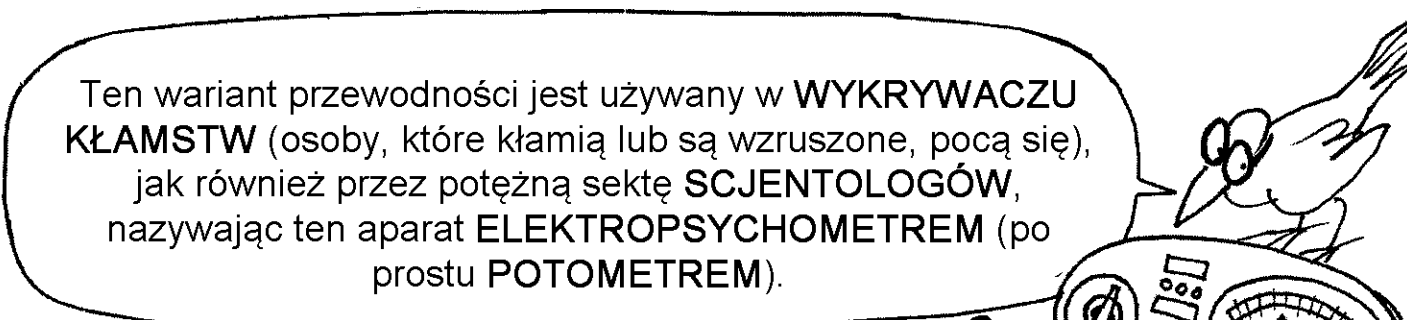 Ten wariant przewodności jest używany w WYKRYWACZU
KŁAMSTW (osoby, które kłamią lub są wzruszone, pocą się),
jak również przez potężną sektę SCJENTOLOGÓW,
nazywając ten aparat ELEKTROPSYCHOMETREM (po
prostu POTOMETREM).